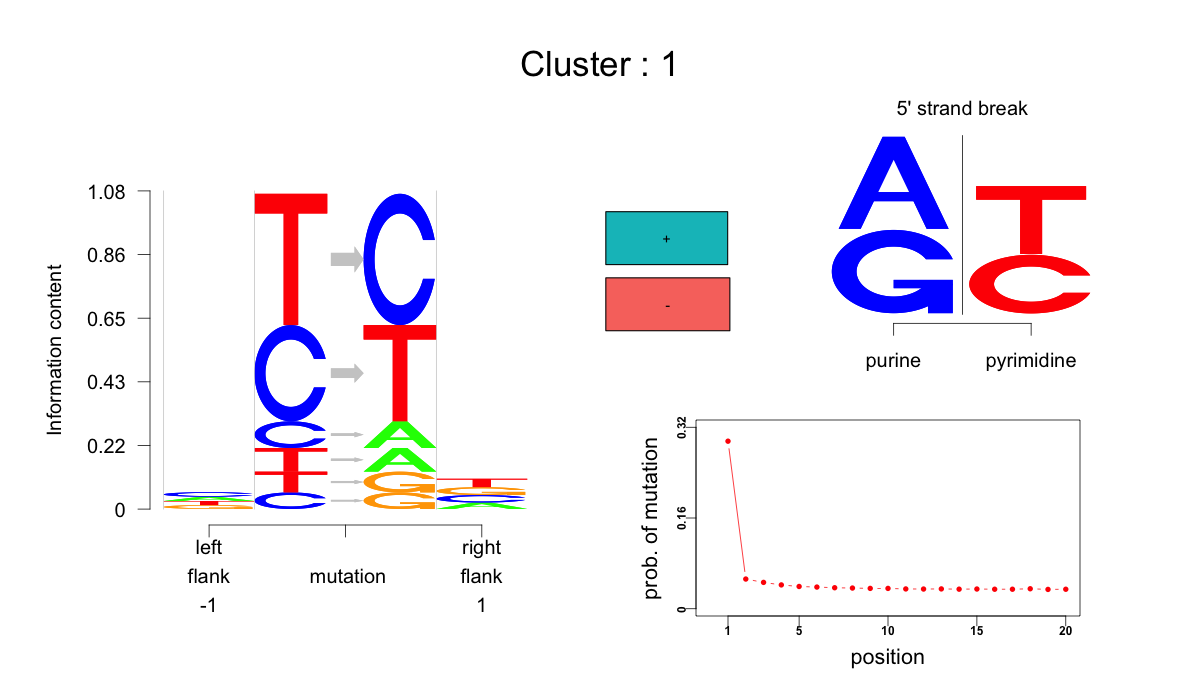 Cluster : 1
5' strand break
Information content
1.08
0.86
0.65
0.43
0.22
0
T C
C T
C A
T A
T G
C G
C
A
T
G
T
G
C
A
left
flank
-1
mutation
right
flank
1
+
-
A
G
T
C
purine
pyrimidine
prob. of mutation
0.32
0.16
0
1 5 10 15 20
position